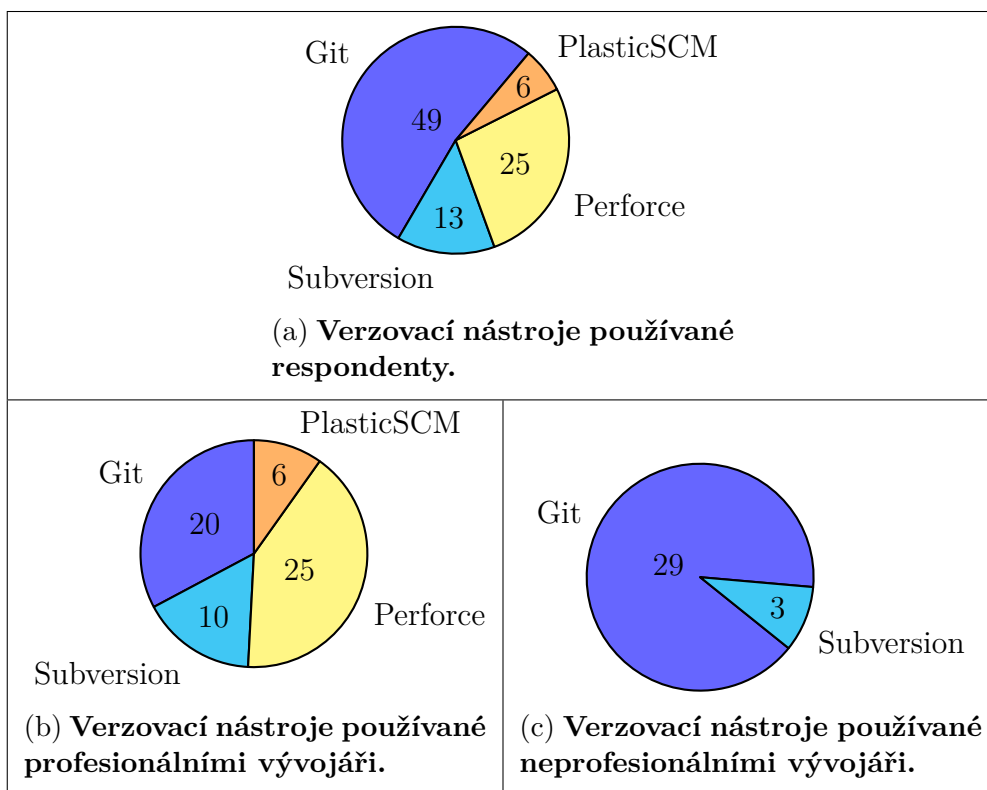 Git
PlasticSCM
6
49
25
Perforce
13
Subversion
(a) Verzovací nástroje používané
respondenty.
PlasticSCM
Git
6
20
25
10
Perforce
Subversion
(b) Verzovací nástroje používané
profesionálními vývojáři.
Git
29
3
Subversion
(c) Verzovací nástroje používané
neprofesionálními vývojáři.